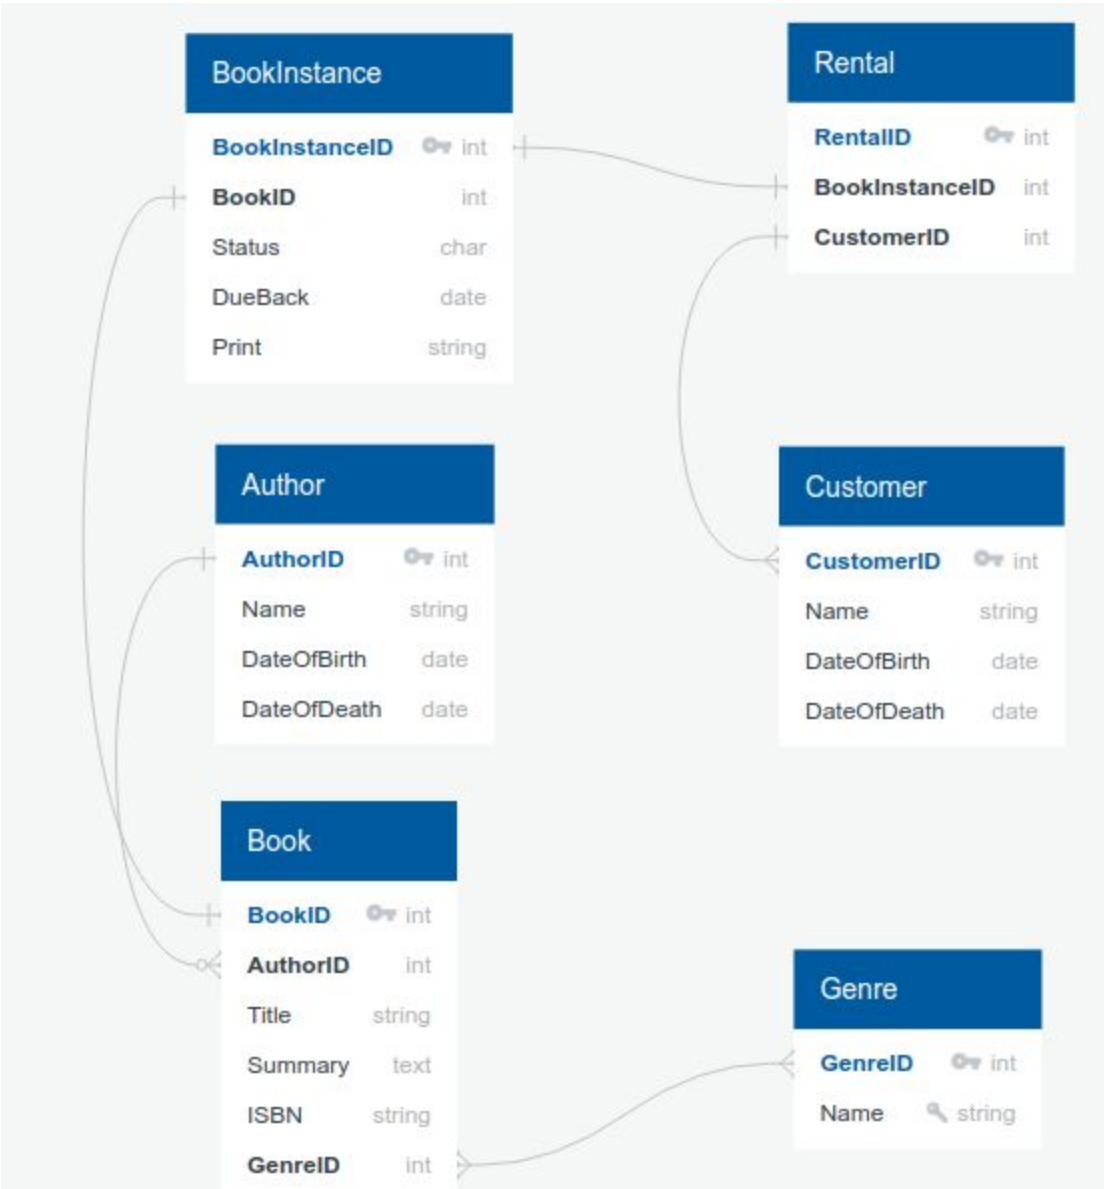 BookInstance
BookInstanceID int
BookID int
Status char
DueBack date
Print string
Rental
RentalID int
BookInstanceID int
CustomerID int
Author
AuthorID int
Name string
DateOfBirth date
DateOfDeath date
Customer
CustomerID int
Name string
DateOfBirth date
DateOfDeath date
Book
BookID int
AuthorID int
Title string
Summary text
ISBN string
GenreID int
Genre
GenreID int
Name string